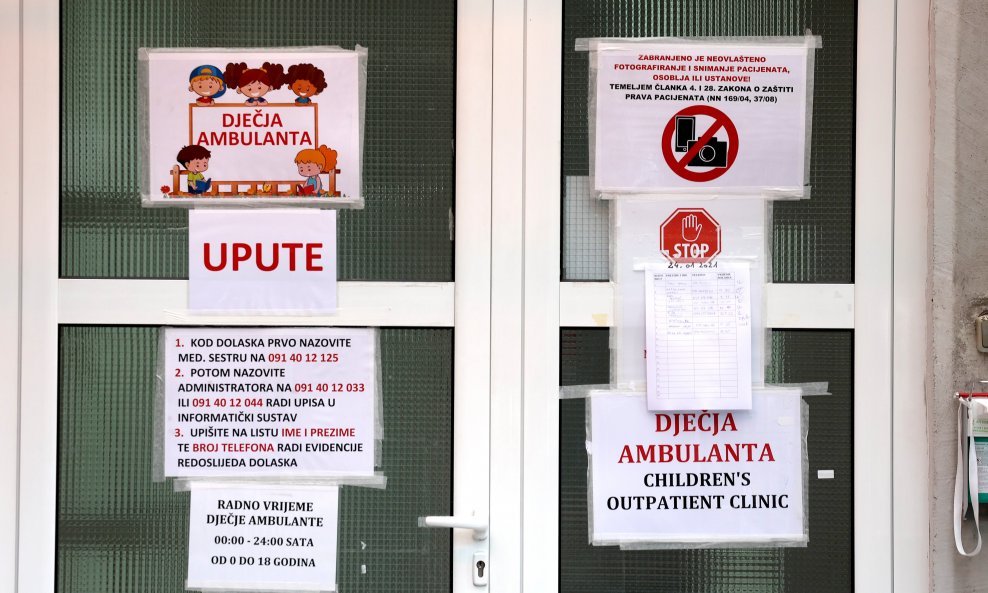 DJEČJA
AMBULANTA
UPUTE
1. KOD DOLASKA PRVO NAZOVITE
MED. SESTRU NA 091 40 12 125
2. POTOM NAZOVITE
ADMINISTRATORA NA 091 40 12 033
ILI 091 40 12 044 RADI UPISA U
INFORMATIČKI SUSTAV
3. UPIŠITE NA LISTU IME I PREZIME
TE BROJ TELEFONA RADI EVIDENCIJE
REDOSLIJEDA DOLASKA
RADNO VRIJEME
DJEČJE AMBULANTE
00:00 - 24:00 SATA
OD 0 DO 18 GODINA
ZABRANJENO JE NEOVLAŠTENO
FOTOGRAFIRANJE I SNIMANJE PACIJENATA,
OSOBLJA ILI USTANOVE!
TEMELJEM ČLANKA 4. I 28. ZAKONA O ZAŠTITI
PRAVA PACIJENATA (NN 169/04, 37/08)
STOP
24.01 2021
DJEČJA
AMBULANTA
CHILDREN'S
OUTPATIENT CLINIC